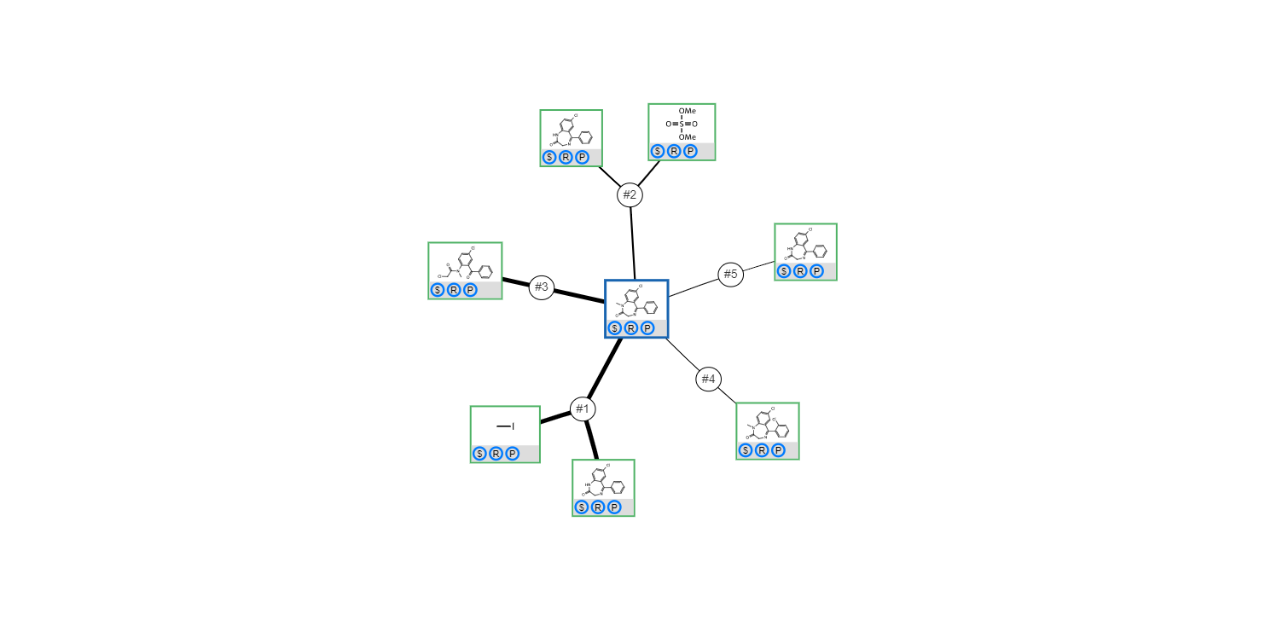 OMe
O=S=O
OMe
$ R P
$ R P
#2
$ R P
#5
$ R P
#3
$ R P
$ R P
#4
#1
I
$ R P
$ R P
$ R P